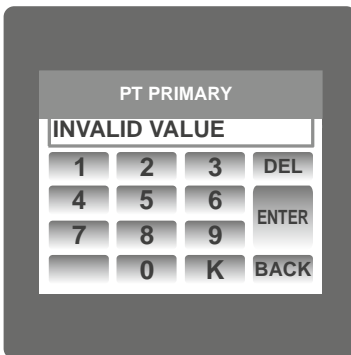 PT PRIMARY
INVALID VALUE
1 2 3 DEL
4 5 6
ENTER
7 8 9
0 K BACK